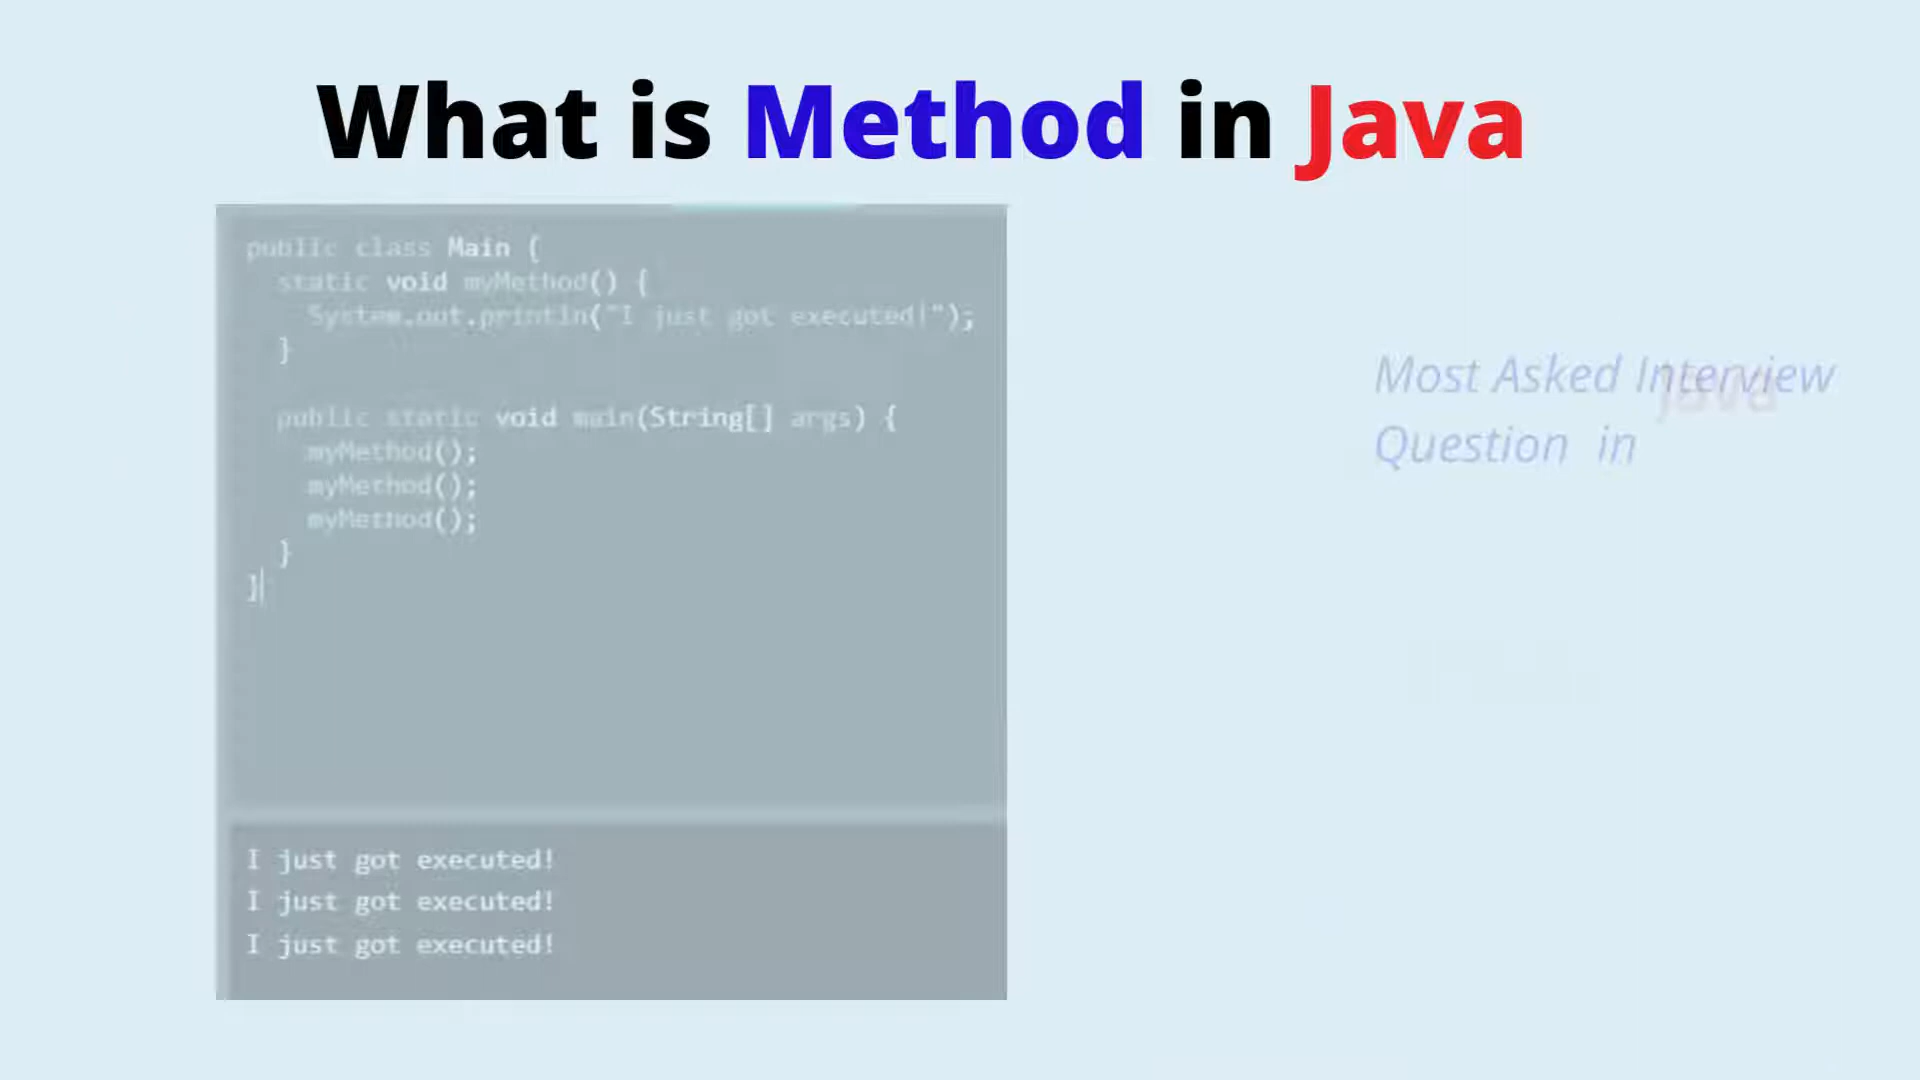 What is Method in Java
public class Main {
static void myMethod() {
System.out.println("I just got executed!");
}
public static void main(String[] args) {
myMethod();
myMethod();
myMethod();
}
}
I just got executed!
I just got executed!
I just got executed!
Most Asked Interview
Question in
Java